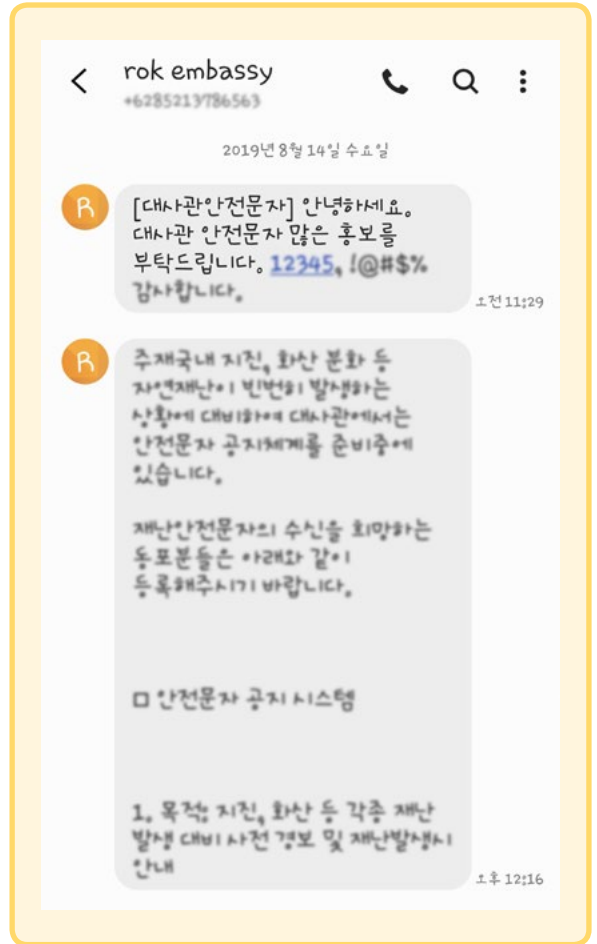 rok embassy
+6285213786563
2019년 8월 14일 수요일
R
[대사관안전문자] 안녕하세요.
대사관 안전문자 많은 홍보를
부탁드립니다. 12345, !@#$%
감사합니다.
오전 11:29
R
주재국내 지진, 화산 분화 등
자연재난이 빈번히 발생하는
상황에 대비하여 대사관에서는
안전문자 공지체계를 준비중에
있습니다.
재난안전문자의 수신을 희망하는
동포분들은 아래와 같이
등록해주시기 바랍니다.
□ 안전문자 공지 시스템
1. 목적: 지진, 화산 등 각종 재난
발생 대비 사전 경보 및 재난발생시
안내
오후 12:16